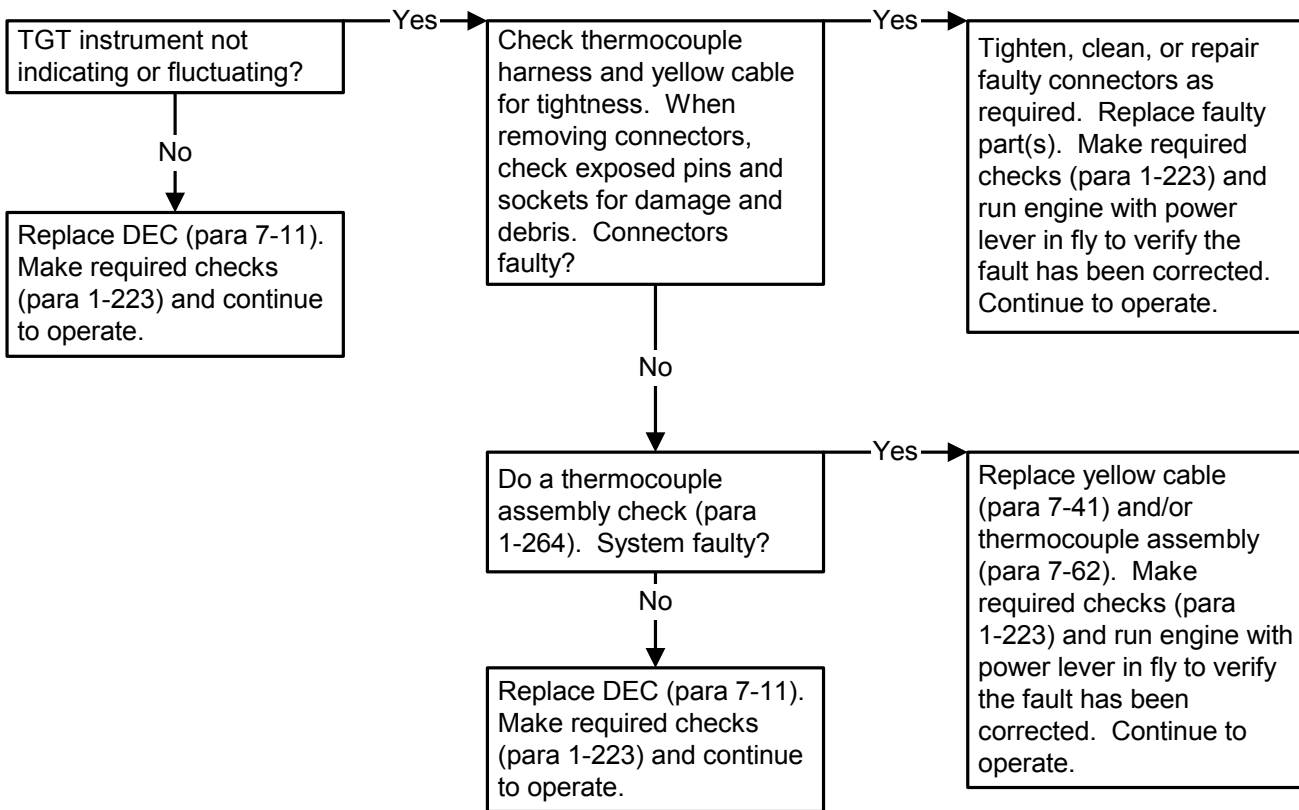 TGT instrument not
indicating or fluctuating?
Yes
Check thermocouple
harness and yellow cable
for tightness.  When
removing connectors,
check exposed pins and
sockets for damage and
debris.  Connectors
faulty?
Yes
Tighten, clean, or repair
faulty connectors as
required.  Replace faulty
part(s).  Make required
checks (para 1-223) and
run engine with power
lever in fly to verify the
fault has been corrected.
Continue to operate.
No
Replace DEC (para 7-11).
Make required checks
(para 1-223) and continue
to operate.
No
Do a thermocouple
assembly check (para
1-264).  System faulty?
Yes
Replace yellow cable
(para 7-41) and/or
thermocouple assembly
(para 7-62).  Make
required checks (para
1-223) and run engine with
power lever in fly to verify
the fault has been
corrected.  Continue to
operate.
No
Replace DEC (para 7-11).
Make required checks
(para 1-223) and continue
to operate.